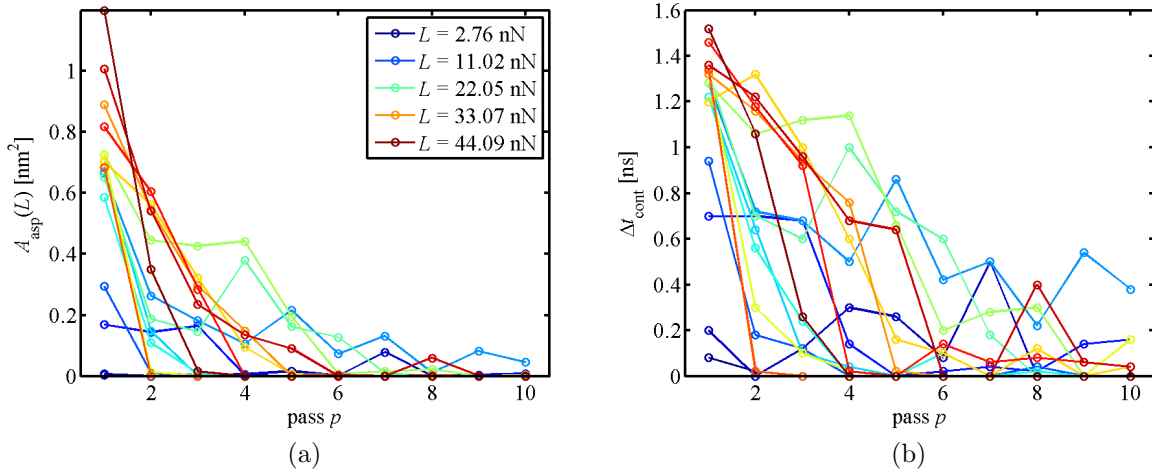 1
0.8
0.6
0.4
0.2
0
A_asp(L) [nm²]
L = 2.76 nN
L = 11.02 nN
L = 22.05 nN
L = 33.07 nN
L = 44.09 nN
2 4 6 8 10
pass p
(a)
1.6
1.4
1.2
1
0.8
0.6
0.4
0.2
0
Δt_cont [ns]
2 4 6 8 10
pass p
(b)